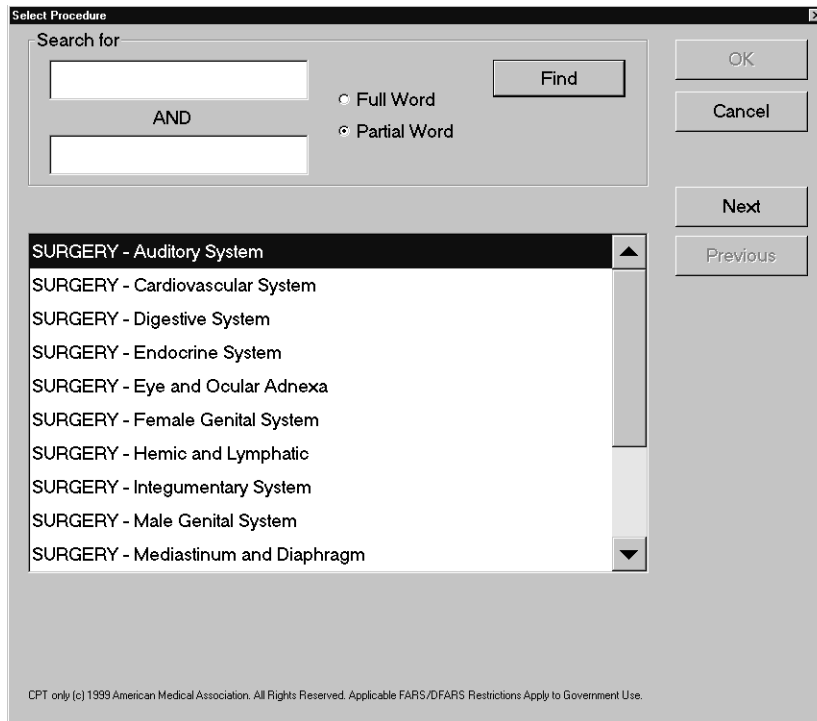 Select Procedure
Search for
OK
Find
Full Word
Cancel
AND
Partial Word
Next
SURGERY - Auditory System
Previous
SURGERY - Cardiovascular System
SURGERY - Digestive System
SURGERY - Endocrine System
SURGERY - Eye and Ocular Adnexa
SURGERY - Female Genital System
SURGERY - Hemic and Lymphatic
SURGERY - Integumentary System
SURGERY - Male Genital System
SURGERY - Mediastinum and Diaphragm
CPT only (c) 1999 American Medical Association. All Rights Reserved. Applicable FARS/DFARS Restrictions Apply to Government Use.